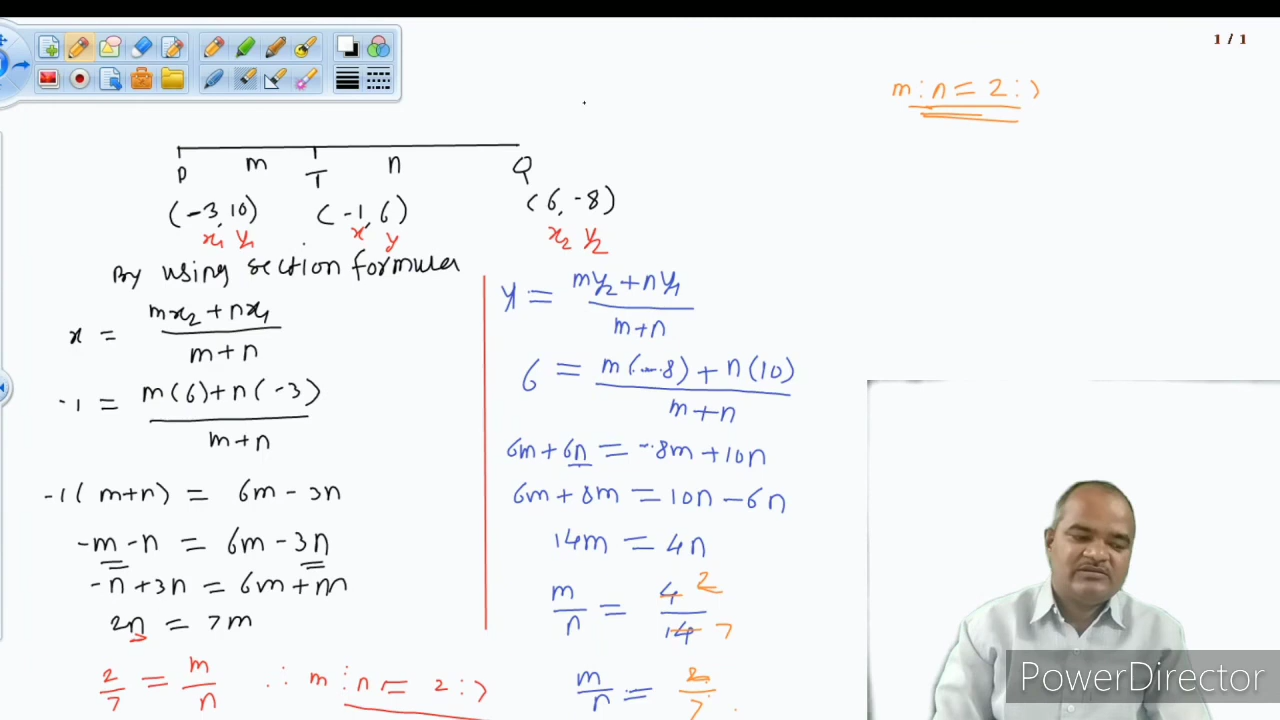 1 / 1
m : n = 2 : 7
P m T n Q
(-3, 10) (-1, 6) (6, -8)
x₁ y₁ x y x₂ y₂
By using section formula
x = mx₂ + nx₁ / m + n
-1 = m(6) + n(-3) / m + n
-1(m+n) = 6m - 3n
-m - n = 6m - 3n
-n + 3n = 6m + m
2n = 7m
2/7 = m/n ∴ m : n = 2 : 7
y = my₂ + ny₁ / m + n
6 = m(-8) + n(10) / m + n
6m + 6n = -8m + 10n
6m + 8m = 10n - 6n
14m = 4n
m/n = 4/14 2 7
m/n = 2/7
PowerDirector